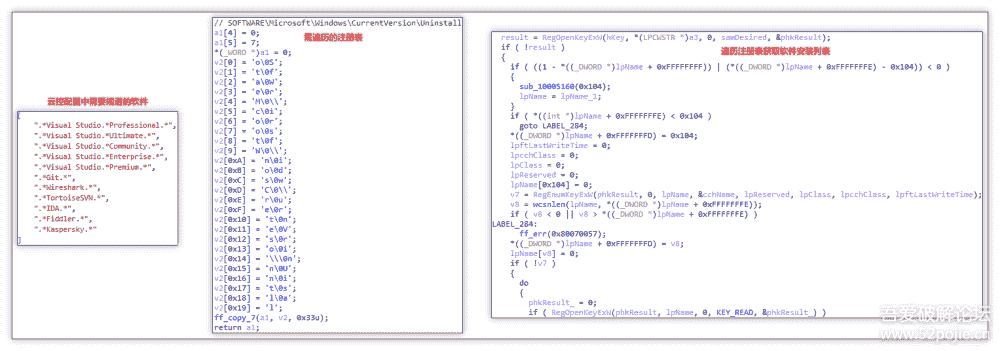 云控配置中需要规避的软件
[
".*Visual Studio.*Professional.*",
".*Visual Studio.*Ultimate.*",
".*Visual Studio.*Community.*",
".*Visual Studio.*Enterprise.*",
".*Visual Studio.*Premium.*",
".*Git.*",
".*Wireshark.*",
".*TortoiseSVN.*",
".*IDA.*",
".*Fiddler.*",
".*Kaspersky.*"
]
// SOFTWARE\Microsoft\Windows\CurrentVersion\Uninstall
需遍历的注册表
a1[4] = 0;
a1[5] = 7;
*(_WORD *)a1 = 0;
v2[0] = 'o\0S';
v2[1] = 't\0f';
v2[2] = 'a\0W';
v2[3] = 'e\0r';
v2[4] = 'M\0\\';
v2[5] = 'c\0i';
v2[6] = 'o\0r';
v2[7] = 'o\0s';
v2[8] = 't\0f';
v2[9] = 'W\0\\';
v2[0xA] = 'n\0i';
v2[0xB] = 'o\0d';
v2[0xC] = 's\0w';
v2[0xD] = 'C\0\\';
v2[0xE] = 'r\0u';
v2[0xF] = 'e\0r';
v2[0x10] = 't\0n';
v2[0x11] = 'e\0V';
v2[0x12] = 's\0r';
v2[0x13] = 'o\0i';
v2[0x14] = '\\\0n';
v2[0x15] = 'n\0U';
v2[0x16] = 'n\0i';
v2[0x17] = 't\0s';
v2[0x18] = 'l\0a';
v2[0x19] = 'l';
ff_copy_7(a1, v2, 0x33u);
return a1;
result = RegOpenKeyExW(hKey, *(LPCWSTR *)a3, 0, samDesired, &phkResult);
遍历注册表获取软件安装列表
if ( !result )
{
if ( ((1 - *((_DWORD *)lpName + 0xFFFFFFFF)) | (*((_DWORD *)lpName + 0xFFFFFFFE) - 0x104)) < 0 )
{
sub_10005160(0x104);
lpName = lpName_1;
}
if ( *((int *)lpName + 0xFFFFFFFE) < 0x104 )
goto LABEL_284;
*((_DWORD *)lpName + 0xFFFFFFFD) = 0x104;
lpftLastWriteTime = 0;
lpcchClass = 0;
lpClass = 0;
lpReserved = 0;
lpName[0x104] = 0;
v7 = RegEnumKeyExW(phkResult, 0, lpName, &cchName, lpReserved, lpClass, lpcchClass, lpftLastWriteTime);
v8 = wcsnlen(lpName, *((_DWORD *)lpName + 0xFFFFFFFE));
if ( v8 < 0 || v8 > *((_DWORD *)lpName + 0xFFFFFFFE) )
LABEL_284:
ff_err(0x80070057);
*((_DWORD *)lpName + 0xFFFFFFFD) = v8;
lpName[v8] = 0;
if ( !v7 )
{
do
{
phkResult_ = 0;
if ( RegOpenKeyExW(phkResult, lpName, 0, KEY_READ, &phkResult_) )
吾爱破解论坛
www.52pojie.cn